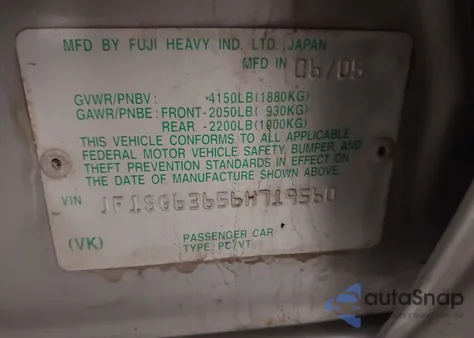 MFD BY FUJI HEAVY IND. LTD. JAPAN
MFD IN 06/05
GVWR/PNBV : 4150LB(1880KG)
GAWR/PNBE : FRONT-2050LB( 930KG)
REAR -2200LB(1000KG)
THIS VEHICLE CONFORMS TO ALL APPLICABLE
FEDERAL MOTOR VEHICLE SAFETY, BUMPER, AND
THEFT PREVENTION STANDARDS IN EFFECT ON
THE DATE OF MANUFACTURE SHOWN ABOVE.
VIN JF1SG63656H719560
(VK)
PASSENGER CAR
TYPE: PC/VT
autoSnap